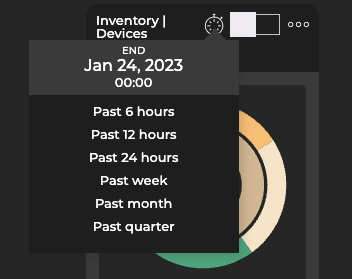 Inventory |
Devices
END
Jan 24, 2023
00:00
Past 6 hours
Past 12 hours
Past 24 hours
Past week
Past month
Past quarter